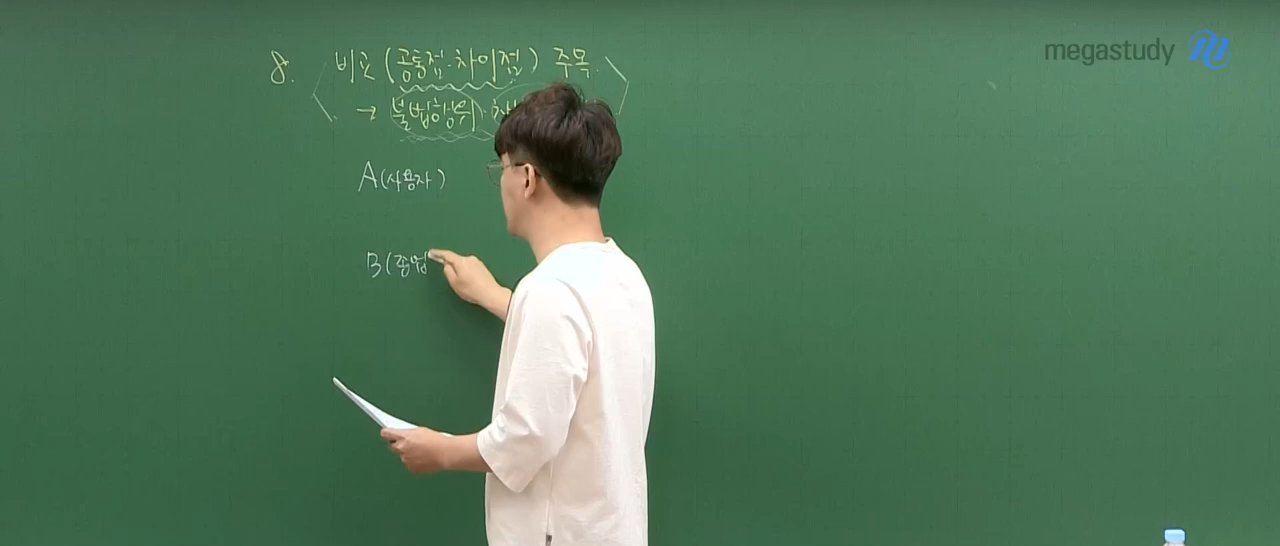 megastudy
8. 비교 (공통점·차이점) 주목
→ 불법행위·
A(사용자)
B(종업